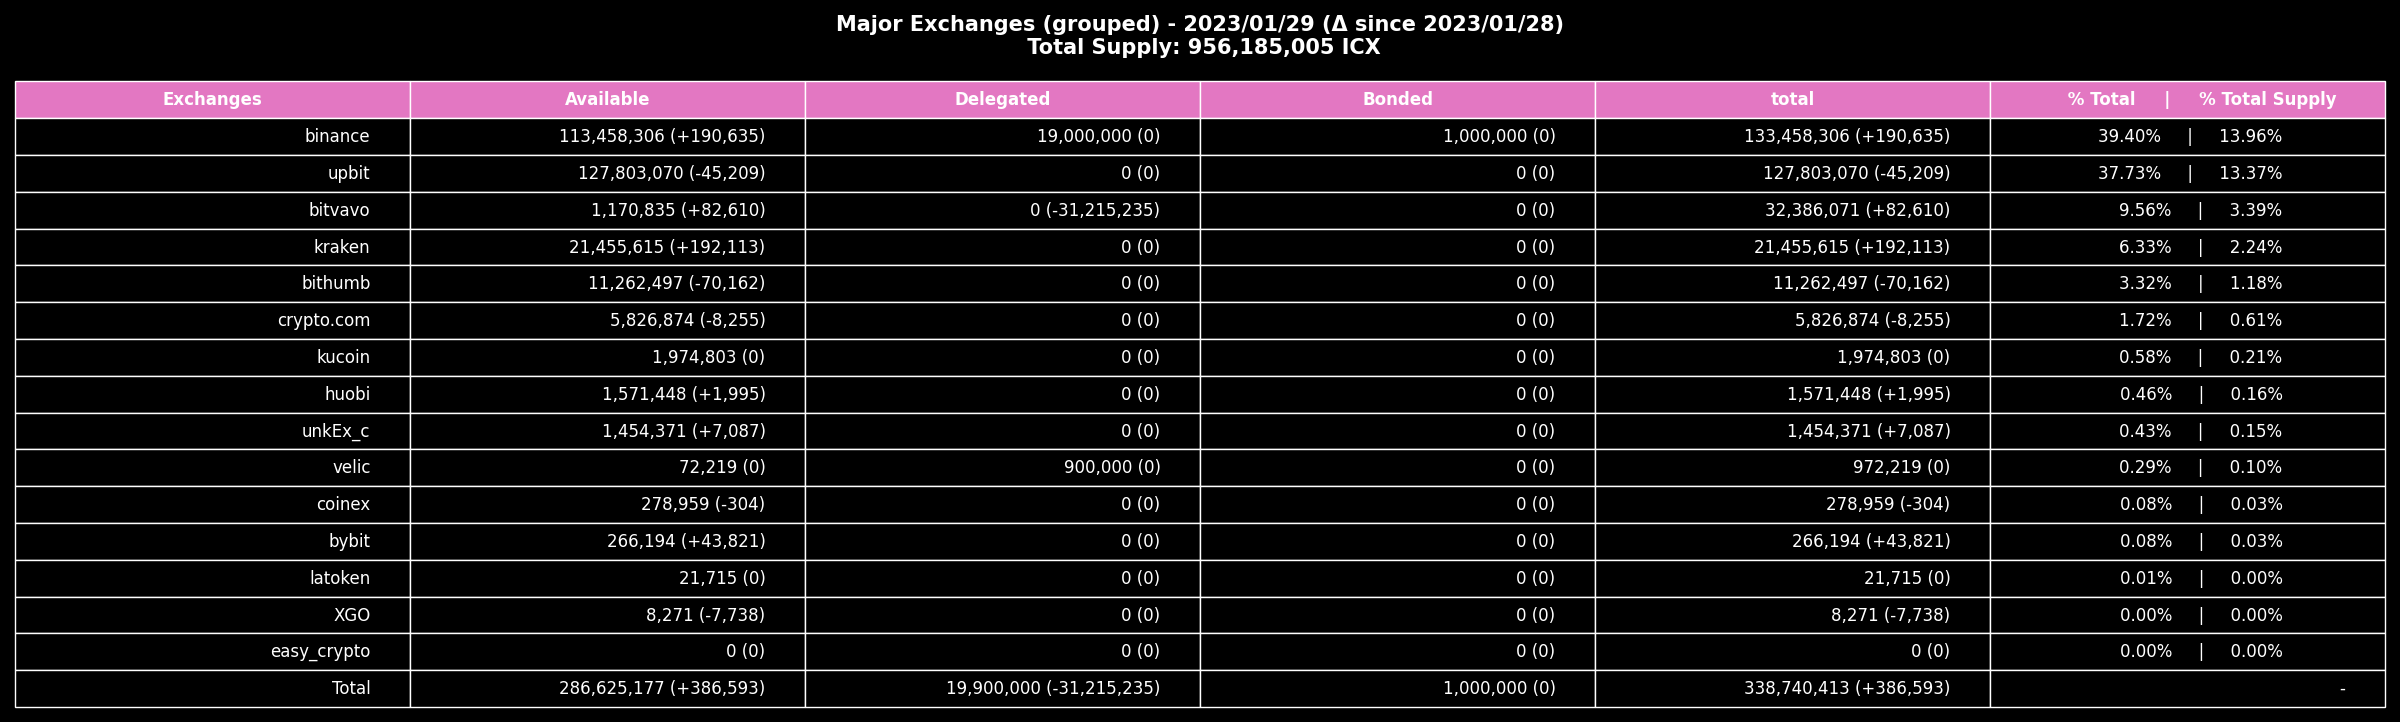 Major Exchanges (grouped) - 2023/01/29 (Δ since 2023/01/28)
Total Supply: 956,185,005 ICX
Exchanges Available Delegated Bonded total % Total | % Total Supply
binance 113,458,306 (+190,635) 19,000,000 (0) 1,000,000 (0) 133,458,306 (+190,635) 39.40% | 13.96%
upbit 127,803,070 (-45,209) 0 (0) 0 (0) 127,803,070 (-45,209) 37.73% | 13.37%
bitvavo 1,170,835 (+82,610) 0 (-31,215,235) 0 (0) 32,386,071 (+82,610) 9.56% | 3.39%
kraken 21,455,615 (+192,113) 0 (0) 0 (0) 21,455,615 (+192,113) 6.33% | 2.24%
bithumb 11,262,497 (-70,162) 0 (0) 0 (0) 11,262,497 (-70,162) 3.32% | 1.18%
crypto.com 5,826,874 (-8,255) 0 (0) 0 (0) 5,826,874 (-8,255) 1.72% | 0.61%
kucoin 1,974,803 (0) 0 (0) 0 (0) 1,974,803 (0) 0.58% | 0.21%
huobi 1,571,448 (+1,995) 0 (0) 0 (0) 1,571,448 (+1,995) 0.46% | 0.16%
unkEx_c 1,454,371 (+7,087) 0 (0) 0 (0) 1,454,371 (+7,087) 0.43% | 0.15%
velic 72,219 (0) 900,000 (0) 0 (0) 972,219 (0) 0.29% | 0.10%
coinex 278,959 (-304) 0 (0) 0 (0) 278,959 (-304) 0.08% | 0.03%
bybit 266,194 (+43,821) 0 (0) 0 (0) 266,194 (+43,821) 0.08% | 0.03%
latoken 21,715 (0) 0 (0) 0 (0) 21,715 (0) 0.01% | 0.00%
XGO 8,271 (-7,738) 0 (0) 0 (0) 8,271 (-7,738) 0.00% | 0.00%
easy_crypto 0 (0) 0 (0) 0 (0) 0 (0) 0.00% | 0.00%
Total 286,625,177 (+386,593) 19,900,000 (-31,215,235) 1,000,000 (0) 338,740,413 (+386,593) -